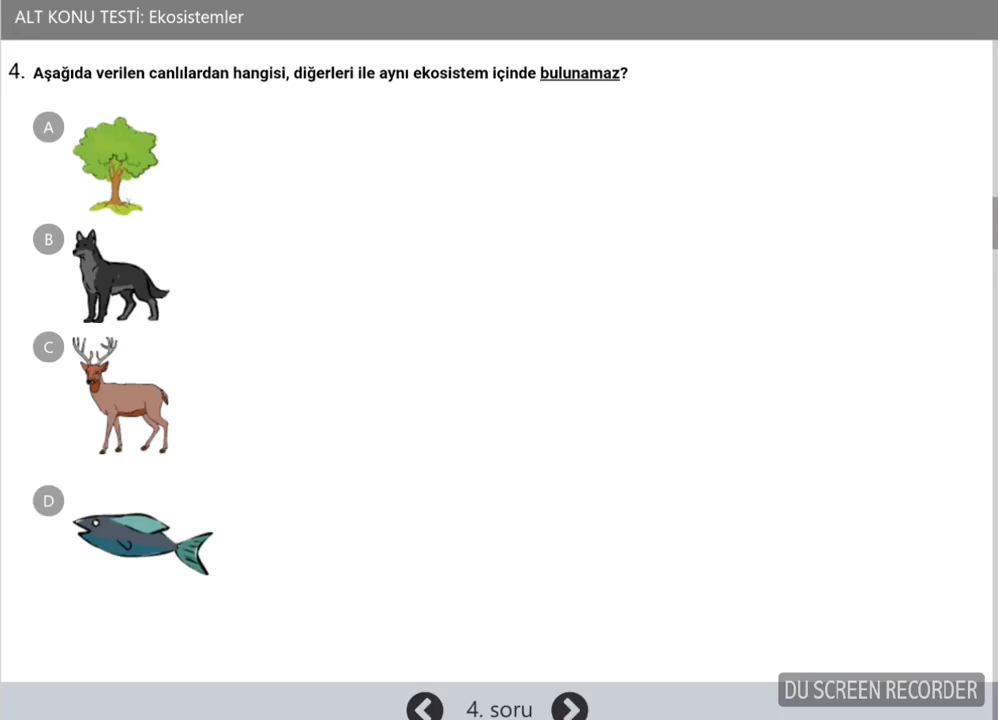 ALT KONU TESTİ: Ekosistemler
4. Aşağıda verilen canlılardan hangisi, diğerleri ile aynı ekosistem içinde bulunamaz?
A
B
C
D
4. soru
DU SCREEN RECORDER